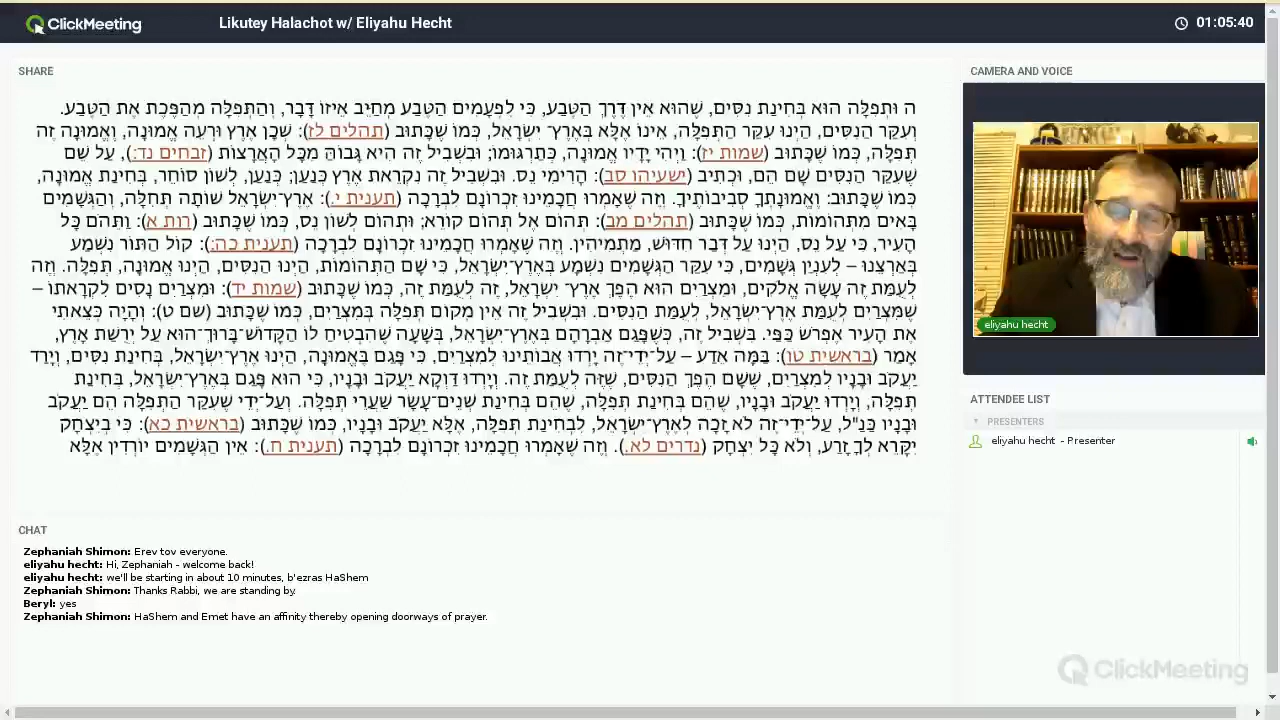 ClickMeeting
Likutey Halachot w/ Eliyahu Hecht
01:05:40
SHARE
ה וּתְפִלָּה הוּא בְּחִינַת נִסִּים, שֶׁהוּא אֵין דֶּרֶךְ הַטֶּבַע, כִּי לִפְעָמִים הַטֶּבַע מְחַיֵּב אֵיזוֹ דָּבָר, וְהַתְּפִלָּה מְהַפֶּכֶת אֶת הַטֶּבַע.
וְעִקַּר הַנִּסִּים, הַיְנוּ עִקַּר הַתְּפִלָּה, אֵינוֹ אֶלָּא בְּאֶרֶץ־יִשְׂרָאֵל, כְּמוֹ שֶׁכָּתוּב (תהלים לז): שְׁכָן אֶרֶץ וּרְעֵה אֱמוּנָה, וֶאֱמוּנָה זֶה
תְּפִלָּה, כְּמוֹ שֶׁכָּתוּב (שמות יז): וַיְהִי יָדָיו אֱמוּנָה, כְּתַרְגּוּמוֹ; וּבִשְׁבִיל זֶה הִיא גָּבוֹהַּ מִכָּל הָאֲרָצוֹת (זבחים נד:), עַל שֵׁם
שֶׁעִקַּר הַנִּסִּים שָׁם הֵם, וּכְתִיב (ישעיהו סב): הָרִימִי נֵס. וּבִשְׁבִיל זֶה נִקְרֵאת אֶרֶץ כְּנַעַן; כְּנַעַן, לְשׁוֹן סוֹחֵר, בְּחִינַת אֱמוּנָה,
כְּמוֹ שֶׁכָּתוּב: וֶאֱמוּנָתְךָ סְבִיבוֹתֶיךָ. וְזֶה שֶׁאָמְרוּ חֲכָמֵינוּ זִכְרוֹנָם לִבְרָכָה (תענית י.): אֶרֶץ־יִשְׂרָאֵל שׁוֹתָה תְּחִלָּה, וְהַגְּשָׁמִים
בָּאִים מִתְּהוֹמוֹת, כְּמוֹ שֶׁכָּתוּב (תהלים מב): תְּהוֹם אֶל תְּהוֹם קוֹרֵא; וּתְהוֹם לְשׁוֹן נִסִּ, כְּמוֹ שֶׁכָּתוּב (רות א): וַתֵּהֹם כָּל
הָעִיר, כִּי עַל נֵס, הַיְנוּ עַל דְּבַר חִדּוּשׁ, מַתְמִיהִין. וְזֶה שֶׁאָמְרוּ חֲכָמֵינוּ זִכְרוֹנָם לִבְרָכָה (תענית כה:): קוֹל הַתּוֹר נִשְׁמַע
בְּאַרְצֵנוּ – לְעִנְיַן גְּשָׁמִים, כִּי עִקַּר הַגְּשָׁמִים נִשְׁמָע בְּאֶרֶץ־יִשְׂרָאֵל, כִּי שָׁם הַתְּהוֹמוֹת, הַיְנוּ הַנִּסִּים, הַיְנוּ אֱמוּנָה, תְּפִלָּה. וְזֶה
לְעֻמַּת זֶה עָשָׂה אֱלֹקִים, וּמִצְרַיִם הוּא הֵפֶךְ אֶרֶץ־ יִשְׂרָאֵל, זֶה לְעֻמַּת זֶה, כְּמוֹ שֶׁכָּתוּב (שמות יד): וּמִצְרַיִם נָסִים לִקְרָאתוֹ –
שֶׁמִּצְרַיִם לְעֻמַּת אֶרֶץ־יִשְׂרָאֵל, לְעֻמַּת הַנִּסִּים. וּבִשְׁבִיל זֶה אֵין מְקוֹם תְּפִלָּה בְּמִצְרַיִם, כְּמוֹ שֶׁכָּתוּב (שם ט): וְהָיָה כְּצֵאתִי
אֶת הָעִיר אֶפְרֹשׂ כַּפַּי. בִּשְׁבִיל זֶה, כְּשֶׁפָּגַם אַבְרָהָם בְּאֶרֶץ־יִשְׂרָאֵל, בְּשָׁעָה שֶׁהִבְטִיחַ לוֹ הַקָּדוֹשׁ־בָּרוּךְ־הוּא עַל יְרֻשַּׁת אֶרֶץ,
אָמַר (בראשית טו): בַּמָּה אֵדַע – עַל־יְדֵי־זֶה יָרְדוּ אֲבוֹתֵינוּ לְמִצְרַיִם, כִּי פָּגַם בֶּאֱמוּנָה, הַיְנוּ אֶרֶץ־יִשְׂרָאֵל, בְּחִינַת נִסִּים, וְיָרַד
יַעֲקֹב וּבָנָיו לְמִצְרַיִם, שֶׁשָּׁם הֵפֶךְ הַנִּסִּים, שֶׁזֶּה לְעֻמַּת זֶה. וְיָרְדוּ דַּוְקָא יַעֲקֹב וּבָנָיו, כִּי הוּא פָּגַם בְּאֶרֶץ־יִשְׂרָאֵל, בְּחִינַת
תְּפִלָּה, וְיָרְדוּ יַעֲקֹב וּבָנָיו, שֶׁהֵם בְּחִינַת תְּפִלָּה, שֶׁהֵם בְּחִינַת שְׁנֵים־עָשָׂר שַׁעֲרֵי תְּפִלָּה. וְעַל־יְדֵי שֶׁעִקַּר הַתְּפִלָּה הֵם יַעֲקֹב
וּבָנָיו כַּנַּ"ל, עַל־יְדֵי־זֶה לֹא זָכָה לְאֶרֶץ־יִשְׂרָאֵל, לִבְחִינַת תְּפִלָּה, אֶלָּא יַעֲקֹב וּבָנָיו, כְּמוֹ שֶׁכָּתוּב (בראשית כא): כִּי בְיִצְחָק
יִקָּרֵא לְךָ זָרַע, וְלֹא כָּל יִצְחָק (נדרים לא.). וְזֶה שֶׁאָמְרוּ חֲכָמֵינוּ זִכְרוֹנָם לִבְרָכָה (תענית ח.): אֵין הַגְּשָׁמִים יוֹרְדִין אֶלָּא
CAMERA AND VOICE
eliyahu hecht
ATTENDEE LIST
PRESENTERS
eliyahu hecht - Presenter
CHAT
Zephaniah Shimon: Erev tov everyone.
eliyahu hecht: Hi, Zephaniah - welcome back!
eliyahu hecht: we'll be starting in about 10 minutes, b'ezras HaShem
Zephaniah Shimon: Thanks Rabbi, we are standing by.
Beryl: yes
Zephaniah Shimon: HaShem and Emet have an affinity thereby opening doorways of prayer.
ClickMeeting